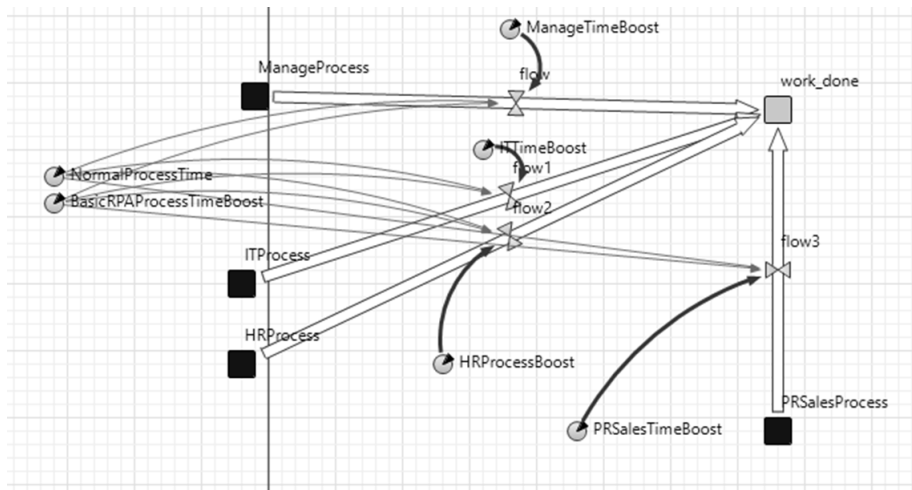 ManageTimeBoost
ManageProcess
flow
work_done
ITTimeBoost
flow1
NormalProcessTime
BasicRPAProcessTimeBoost
flow2
flow3
ITProcess
HRProcess
HRProcessBoost
PRSalesProcess
PRSalesTimeBoost